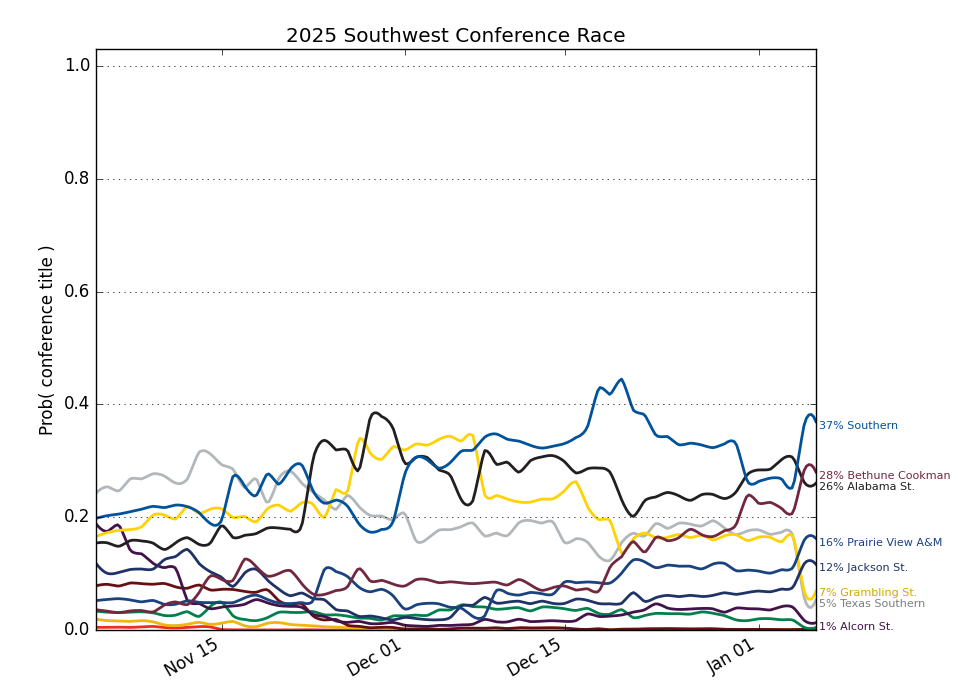 2025 Southwest Conference Race
Prob( conference title )
1.0
0.8
0.6
0.4
0.2
0.0
Nov 15
Dec 01
Dec 15
Jan 01
37% Southern
28% Bethune Cookman
26% Alabama St.
16% Prairie View A&M
12% Jackson St.
7% Grambling St.
5% Texas Southern
1% Alcorn St.